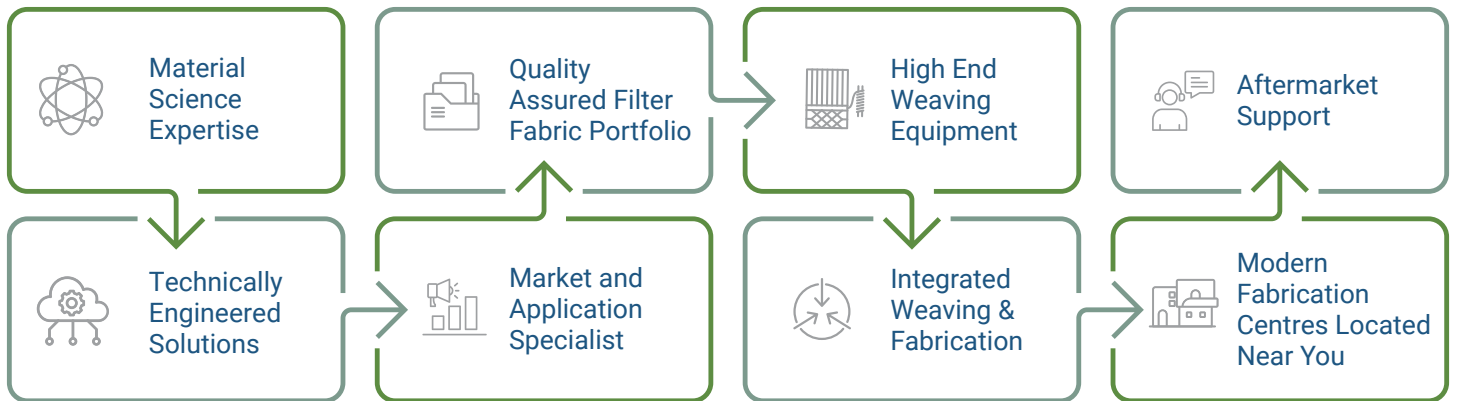 Material
Science
Expertise
Technically
Engineered
Solutions
Market and
Application
Specialist
Quality
Assured Filter
Fabric Portfolio
High End
Weaving
Equipment
Integrated
Weaving &
Fabrication
Modern
Fabrication
Centres Located
Near You
Aftermarket
Support